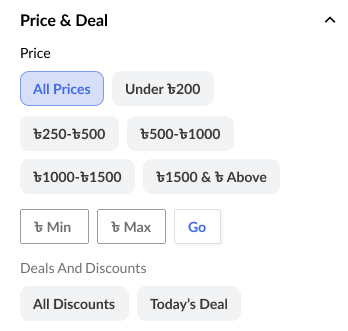 Price & Deal
Price
All Prices Under ৳200
৳250-৳500 ৳500-৳1000
৳1000-৳1500 ৳1500 & ৳ Above
৳ Min ৳ Max Go
Deals And Discounts
All Discounts Today's Deal